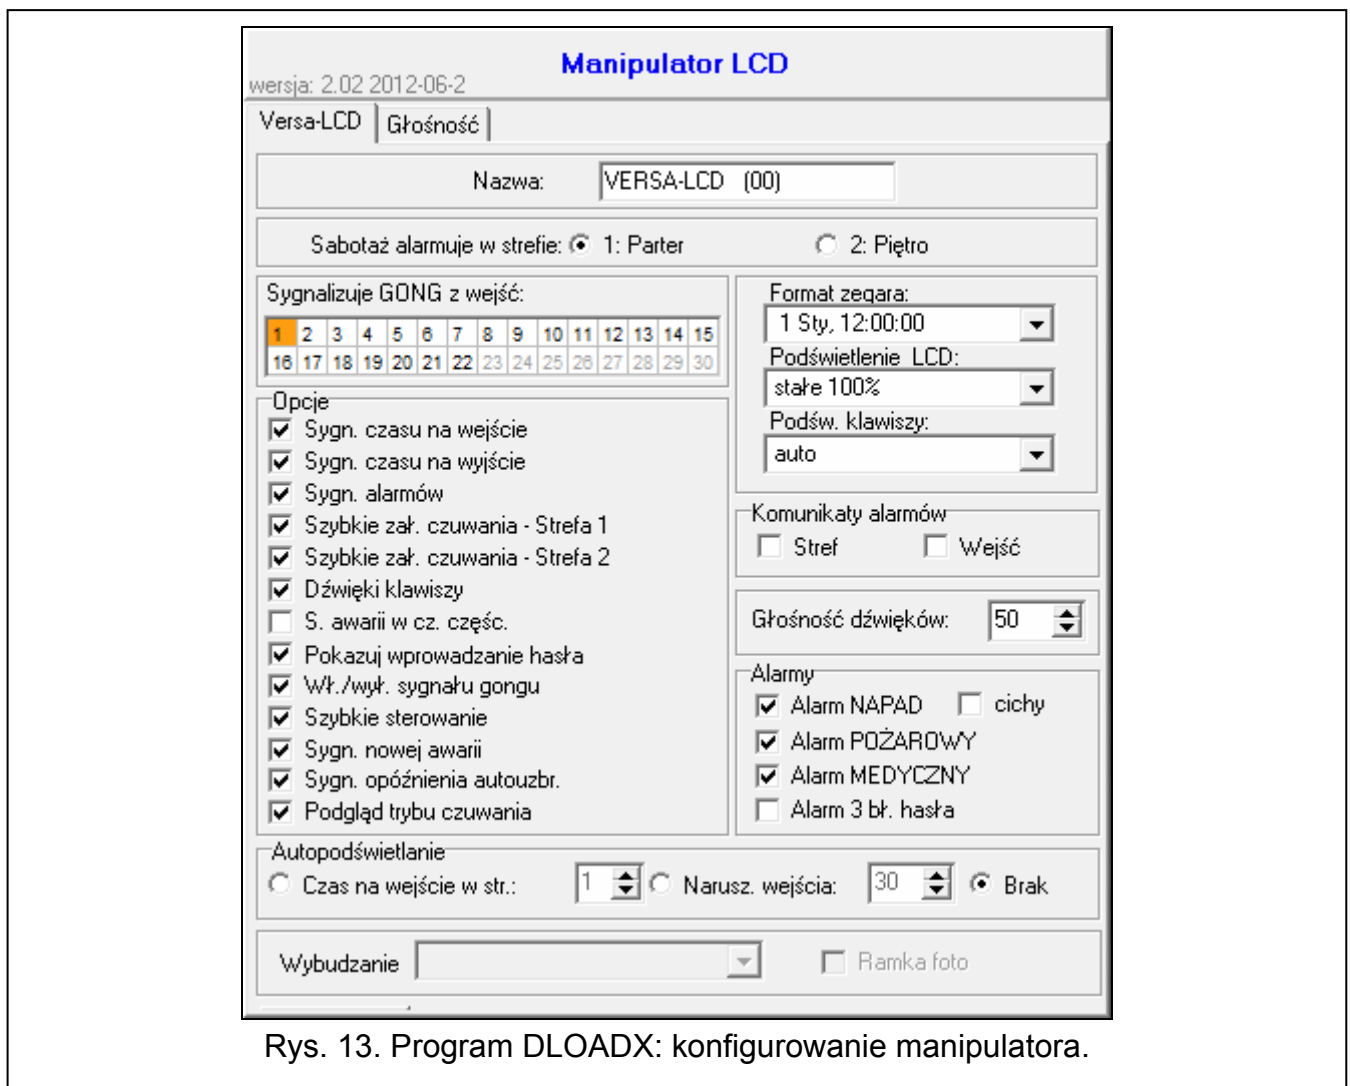 Manipulator LCD
wersja: 2.02 2012-06-2
Versa-LCD Głośność
Nazwa: VERSA-LCD (00)
Sabotaż alarmuje w strefie: 1: Parter 2: Piętro
Sygnalizuje GONG z wejść:
1 2 3 4 5 6 7 8 9 10 11 12 13 14 15
16 17 18 19 20 21 22 23 24 25 26 27 28 29 30
Opcje
Sygn. czasu na wejście
Sygn. czasu na wyjście
Sygn. alarmów
Szybkie zał. czuwania - Strefa 1
Szybkie zał. czuwania - Strefa 2
Dźwięki klawiszy
S. awarii w cz. częśc.
Pokazuj wprowadzanie hasła
Wł./wył. sygnału gongu
Szybkie sterowanie
Sygn. nowej awarii
Sygn. opóźnienia autouzbr.
Podgląd trybu czuwania
Format zegara:
1 Sty, 12:00:00
Podświetlenie LCD:
stałe 100%
Podśw. klawiszy:
auto
Komunikaty alarmów
Stref Wejść
Głośność dźwięków: 50
Alarmy
Alarm NAPAD cichy
Alarm POŻAROWY
Alarm MEDYCZNY
Alarm 3 bł. hasła
Autopodświetlanie
Czas na wejście w str.: 1 Narusz. wejścia: 30 Brak
Wybudzanie Ramka foto
Rys. 13. Program DLOADX: konfigurowanie manipulatora.